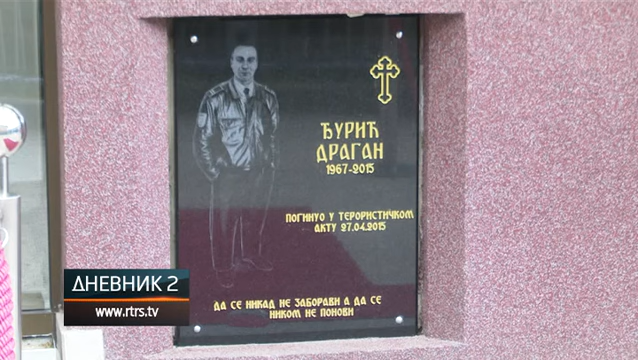 ЂУРИЋ
ДРАГАН
1967-2015
ПОГИНУО У ТЕРОРИСТИЧКОМ
АКТУ 27.04.2015
ДА СЕ НИКАД НЕ ЗАБОРАВИ А ДА СЕ
НИКОМ НЕ ПОНОВИ
ДНЕВНИК 2
www.rtrs.tv